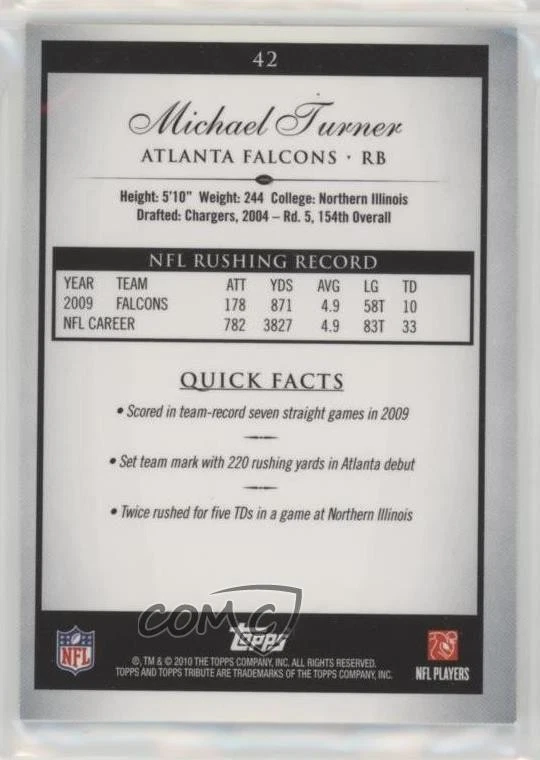 42
Michael Turner
ATLANTA FALCONS · RB
Height: 5'10" Weight: 244 College: Northern Illinois
Drafted: Chargers, 2004 – Rd. 5, 154th Overall
NFL RUSHING RECORD
YEAR TEAM ATT YDS AVG LG TD
2009 FALCONS 178 871 4.9 58T 10
NFL CAREER 782 3827 4.9 83T 33
QUICK FACTS
• Scored in team-record seven straight games in 2009
• Set team mark with 220 rushing yards in Atlanta debut
• Twice rushed for five TDs in a game at Northern Illinois
COMC
Topps
NFL
®, TM & © 2010 THE TOPPS COMPANY, INC. ALL RIGHTS RESERVED.
TOPPS AND TOPPS TRIBUTE ARE TRADEMARKS OF THE TOPPS COMPANY, INC.
NFL PLAYERS